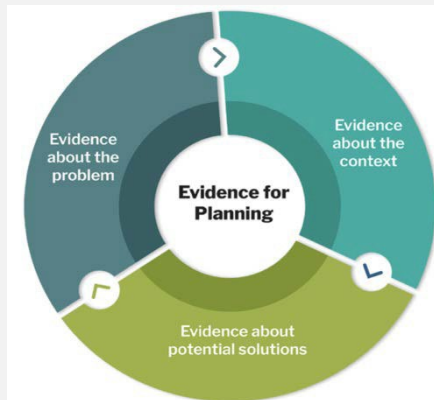 Evidence
about the
problem
Evidence
about the
context
Evidence for
Planning
Evidence about
potential solutions